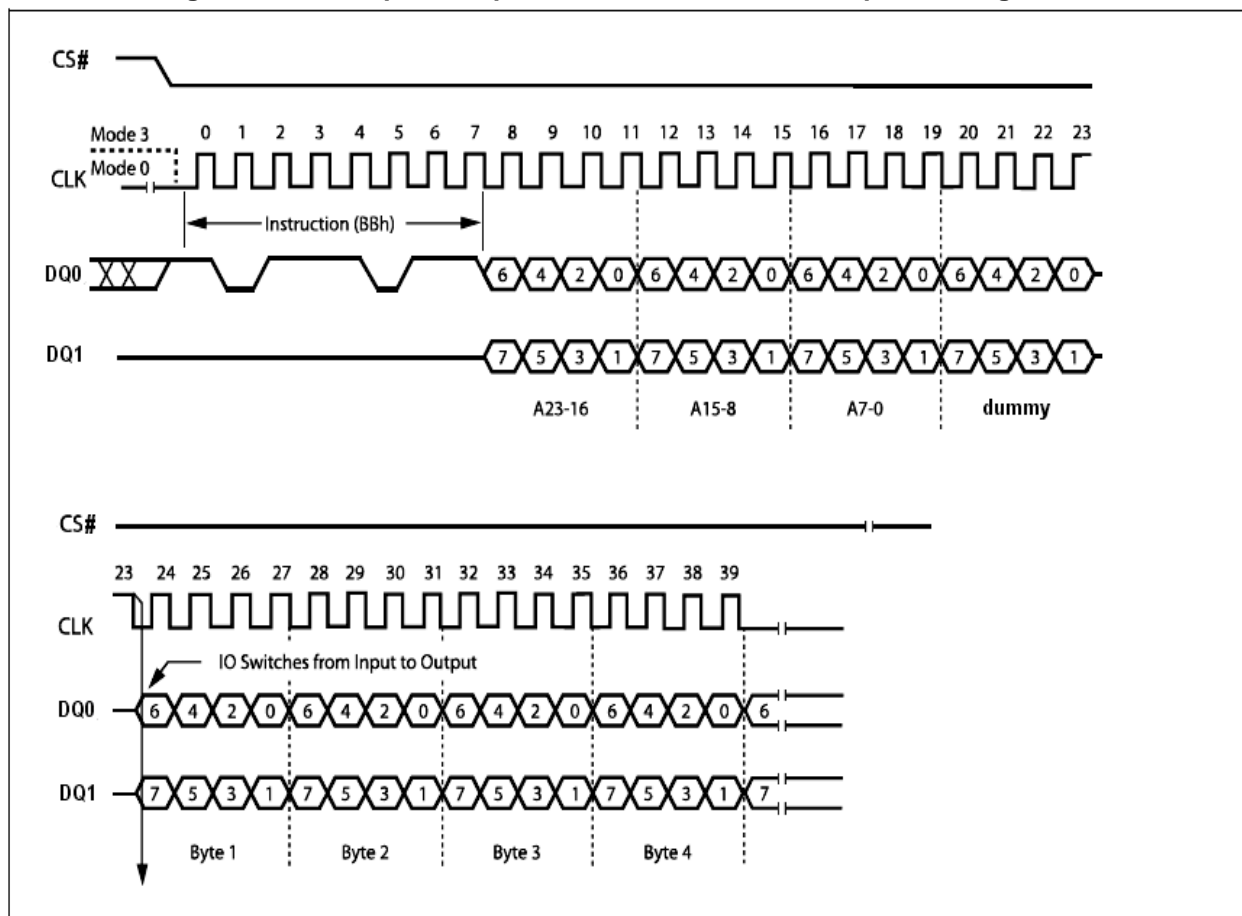 CS#
Mode 3
0 1 2 3 4 5 6 7 8 9 10 11 12 13 14 15 16 17 18 19 20 21 22 23
CLK
Mode 0
Instruction (BBh)
DQ0
6 4 2 0 6 4 2 0 6 4 2 0 6 4 2 0
DQ1
7 5 3 1 7 5 3 1 7 5 3 1 7 5 3 1
A23-16 A15-8 A7-0 dummy
CS#
23 24 25 26 27 28 29 30 31 32 33 34 35 36 37 38 39
CLK
IO Switches from Input to Output
DQ0
6 4 2 0 6 4 2 0 6 4 2 0 6 4 2 0 6
DQ1
7 5 3 1 7 5 3 1 7 5 3 1 7 5 3 1 7
Byte 1 Byte 2 Byte 3 Byte 4